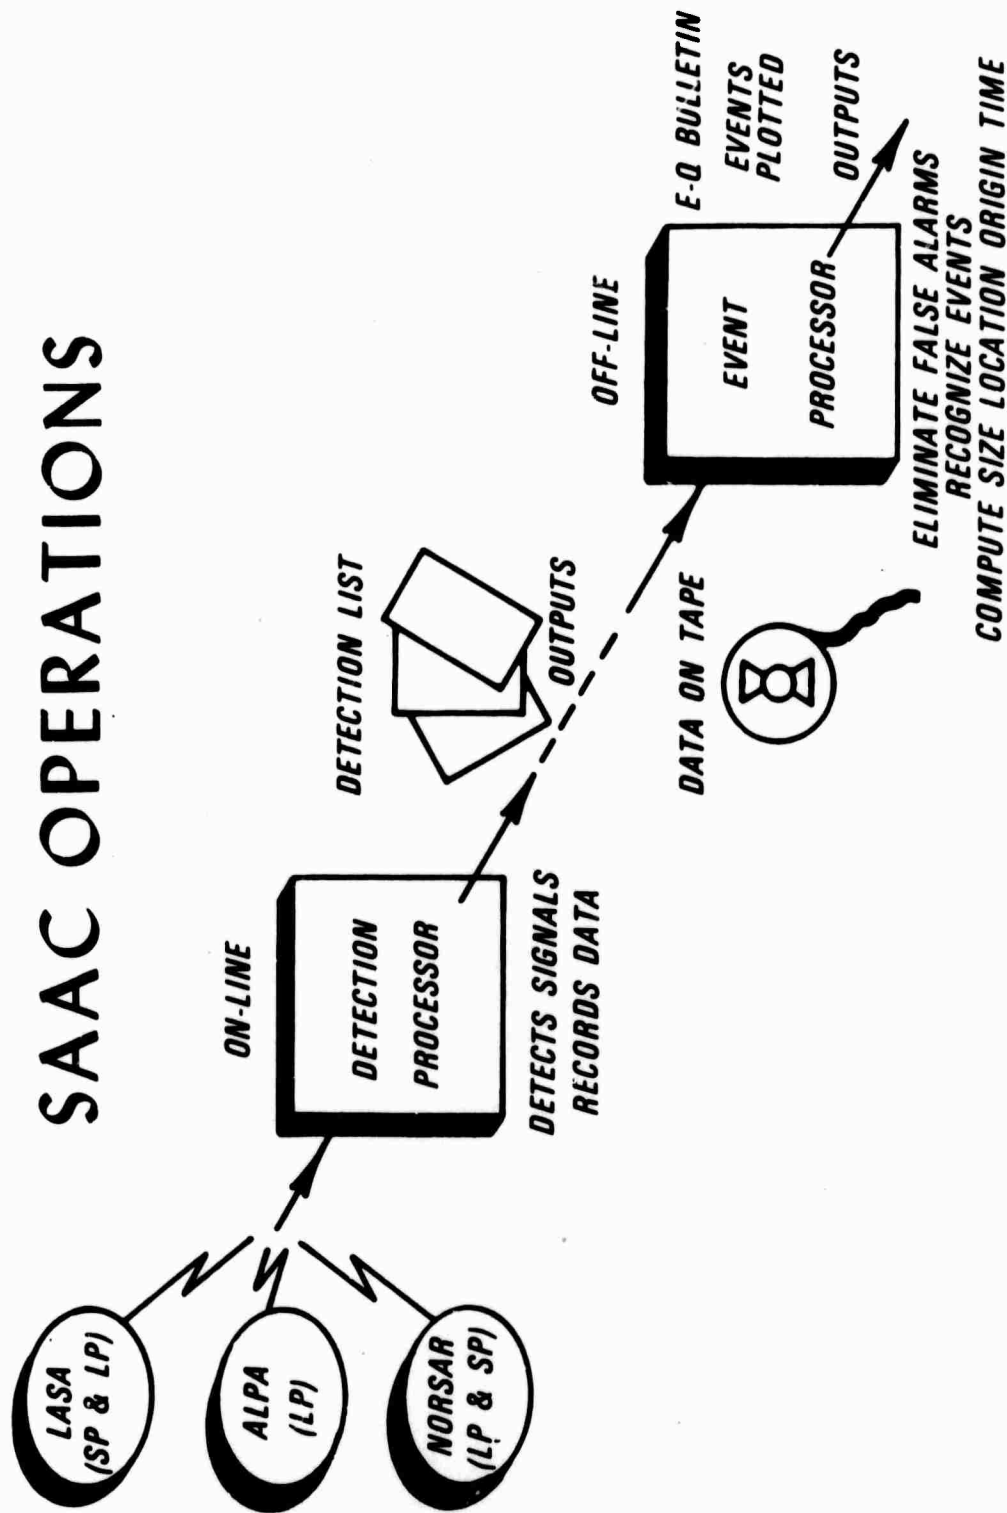 SAAC OPERATIONS
LASA
(SP & LP)
ALPA
(LP)
NORSAR
(LP & SP)
ON-LINE
DETECTION
PROCESSOR
DETECTS SIGNALS
RECORDS DATA
DETECTION LIST
OUTPUTS
DATA ON TAPE
OFF-LINE
EVENT
PROCESSOR
E-Q BULLETIN
EVENTS
PLOTTED
OUTPUTS
ELIMINATE FALSE ALARMS
RECOGNIZE EVENTS
COMPUTE SIZE LOCATION ORIGIN TIME